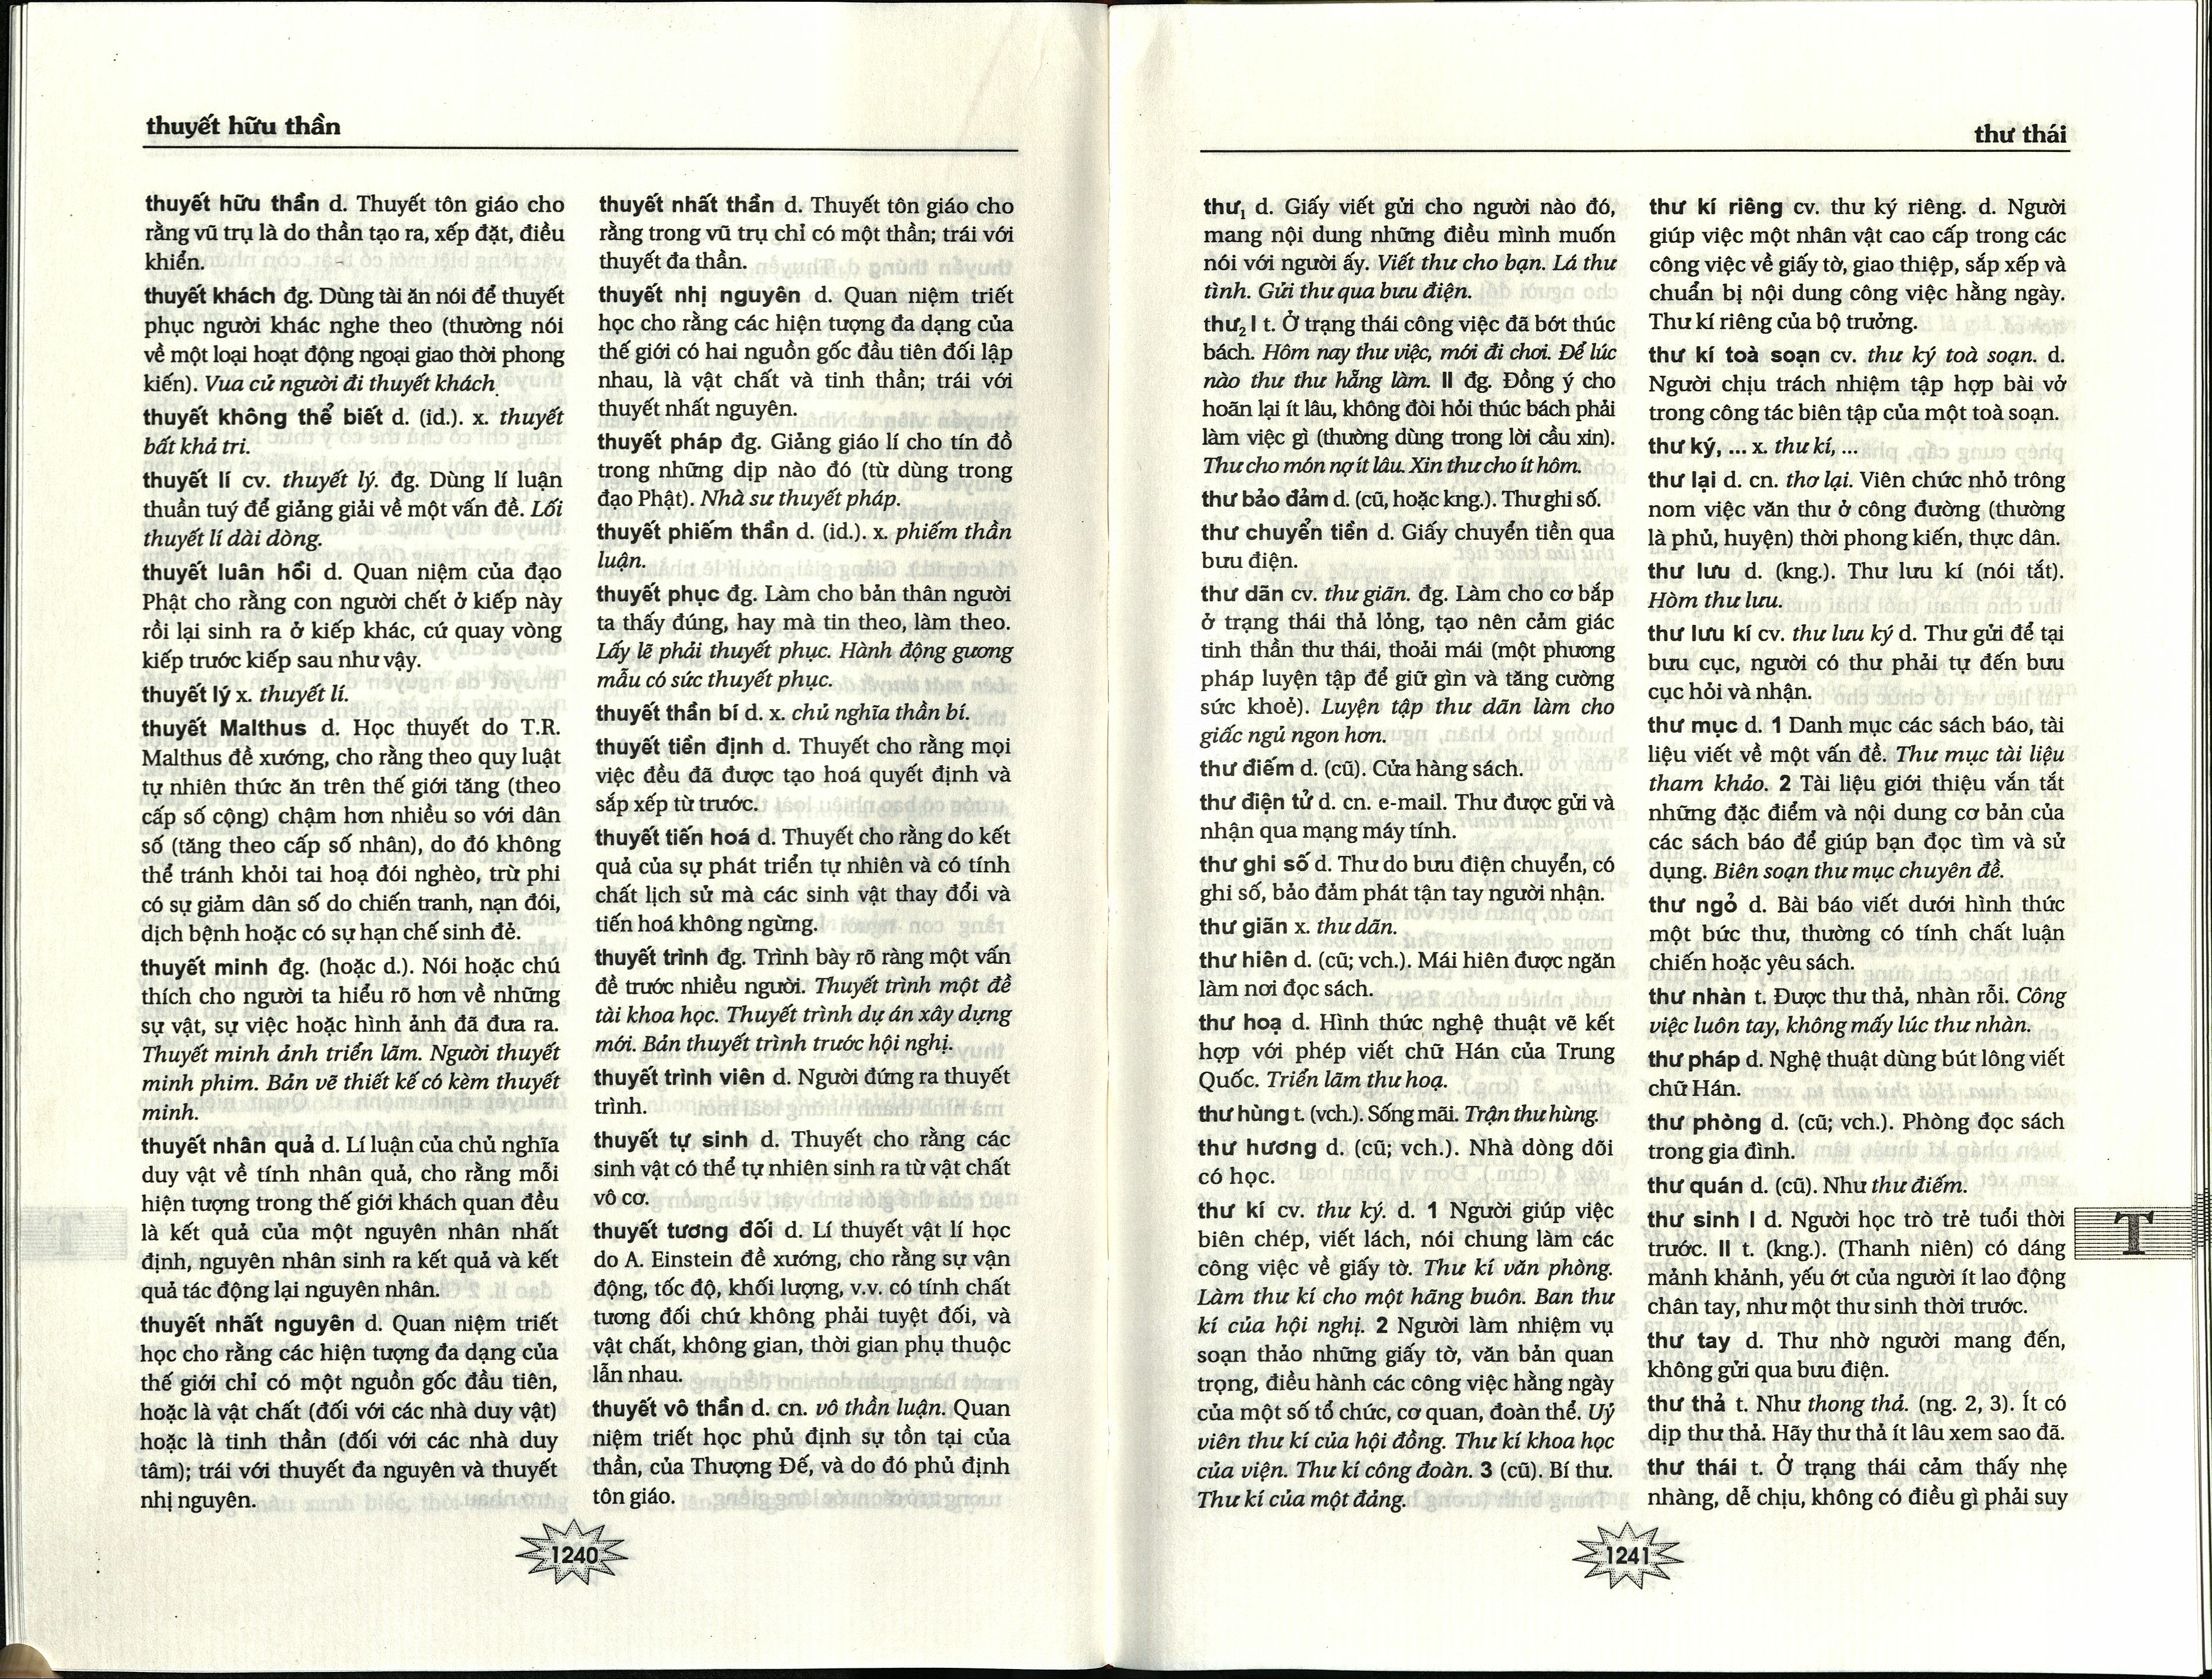 thuyết hữu thần
thuyết hữu thần d. Thuyết tôn giáo cho
rằng vũ trụ là do thần tạo ra, xếp đặt, điều
khiển.
thuyết khách đg. Dùng tài ăn nói để thuyết
phục người khác nghe theo (thường nói
về một loại hoạt động ngoại giao thời phong
kiến). Vua cử người đi thuyết khách.
thuyết không thể biết d. (id.). x. thuyết
bất khả tri.
thuyết lí cv. thuyết lý. đg. Dùng lí luận
thuần tuý để giảng giải về một vấn đề. Lối
thuyết lí dài dòng.
thuyết luân hồi d. Quan niệm của đạo
Phật cho rằng con người chết ở kiếp này
rồi lại sinh ra ở kiếp khác, cứ quay vòng
kiếp trước kiếp sau như vậy.
thuyết lý x. thuyết lí.
thuyết Malthus d. Học thuyết do T.R.
Malthus đề xướng, cho rằng theo quy luật
tự nhiên thức ăn trên thế giới tăng (theo
cấp số cộng) chậm hơn nhiều so với dân
số (tăng theo cấp số nhân), do đó không
thể tránh khỏi tai hoạ đói nghèo, trừ phi
có sự giảm dân số do chiến tranh, nạn đói,
dịch bệnh hoặc có sự hạn chế sinh đẻ.
thuyết minh đg. (hoặc d.). Nói hoặc chú
thích cho người ta hiểu rõ hơn về những
sự vật, sự việc hoặc hình ảnh đã đưa ra.
Thuyết minh ảnh triển lãm. Người thuyết
minh phim. Bản vẽ thiết kế có kèm thuyết
minh.
thuyết nhân quả d. Lí luận của chủ nghĩa
duy vật về tính nhân quả, cho rằng mỗi
hiện tượng trong thế giới khách quan đều
là kết quả của một nguyên nhân nhất
định, nguyên nhân sinh ra kết quả và kết
quả tác động lại nguyên nhân.
thuyết nhất nguyên d. Quan niệm triết
học cho rằng các hiện tượng đa dạng của
thế giới chỉ có một nguồn gốc đầu tiên,
hoặc là vật chất (đối với các nhà duy vật)
hoặc là tinh thần (đối với các nhà duy
tâm); trái với thuyết đa nguyên và thuyết
nhị nguyên.
thuyết nhất thần d. Thuyết tôn giáo cho
rằng trong vũ trụ chỉ có một thần; trái với
thuyết đa thần.
thuyết nhị nguyên d. Quan niệm triết
học cho rằng các hiện tượng đa dạng của
thế giới có hai nguồn gốc đầu tiên đối lập
nhau, là vật chất và tinh thần; trái với
thuyết nhất nguyên.
thuyết pháp đg. Giảng giáo lí cho tín đồ
trong những dịp nào đó (từ dùng trong
đạo Phật). Nhà sư thuyết pháp.
thuyết phiếm thần d. (id.). x. phiếm thần
luận.
thuyết phục đg. Làm cho bản thân người
ta thấy đúng, hay mà tin theo, làm theo.
Lấy lẽ phải thuyết phục. Hành động gương
mẫu có sức thuyết phục.
thuyết thần bí d. x. chủ nghĩa thần bí.
thuyết tiền định d. Thuyết cho rằng mọi
việc đều đã được tạo hoá quyết định và
sắp xếp từ trước.
thuyết tiến hoá d. Thuyết cho rằng do kết
quả của sự phát triển tự nhiên và có tính
chất lịch sử mà các sinh vật thay đổi và
tiến hoá không ngừng.
thuyết trình đg. Trình bày rõ ràng một vấn
đề trước nhiều người. Thuyết trình một đề
tài khoa học. Thuyết trình dự án xây dựng
mới. Bản thuyết trình trước hội nghị.
thuyết trình viên d. Người đứng ra thuyết
trình.
thuyết tự sinh d. Thuyết cho rằng các
sinh vật có thể tự nhiên sinh ra từ vật chất
vô cơ.
thuyết tương đối d. Lí thuyết vật lí học
do A. Einstein đề xướng, cho rằng sự vận
động, tốc độ, khối lượng, v.v. có tính chất
tương đối chứ không phải tuyệt đối, và
vật chất, không gian, thời gian phụ thuộc
lẫn nhau.
thuyết vô thần d. cn. vô thần luận. Quan
niệm triết học phủ định sự tồn tại của
thần, của Thượng Đế, và do đó phủ định
tôn giáo.
1240
thư thái
thư₁ d. Giấy viết gửi cho người nào đó,
mang nội dung những điều mình muốn
nói với người ấy. Viết thư cho bạn. Lá thư
tình. Gửi thư qua bưu điện.
thư₂ I t. Ở trạng thái công việc đã bớt thúc
bách. Hôm nay thư việc, mới đi chơi. Để lúc
nào thư thư hẵng làm. II đg. Đồng ý cho
hoãn lại ít lâu, không đòi hỏi thúc bách phải
làm việc gì (thường dùng trong lời cầu xin).
Thư cho món nợ ít lâu. Xin thư cho ít hôm.
thư bảo đảm d. (cũ, hoặc kng.). Thư ghi số.
thư chuyển tiền d. Giấy chuyển tiền qua
bưu điện.
thư dãn cv. thư giãn. đg. Làm cho cơ bắp
ở trạng thái thả lỏng, tạo nên cảm giác
tinh thần thư thái, thoải mái (một phương
pháp luyện tập để giữ gìn và tăng cường
sức khoẻ). Luyện tập thư dãn làm cho
giấc ngủ ngon hơn.
thư điếm d. (cũ). Cửa hàng sách.
thư điện tử d. cn. e-mail. Thư được gửi và
nhận qua mạng máy tính.
thư ghi số d. Thư do bưu điện chuyển, có
ghi số, bảo đảm phát tận tay người nhận.
thư giãn x. thư dãn.
thư hiên d. (cũ; vch.). Mái hiên được ngăn
làm nơi đọc sách.
thư hoạ d. Hình thức nghệ thuật vẽ kết
hợp với phép viết chữ Hán của Trung
Quốc. Triển lãm thư hoạ.
thư hùng t. (vch.). Sống mái. Trận thư hùng.
thư hương d. (cũ; vch.). Nhà dòng dõi
có học.
thư kí cv. thư ký. d. 1 Người giúp việc
biên chép, viết lách, nói chung làm các
công việc về giấy tờ. Thư kí văn phòng.
Làm thư kí cho một hãng buôn. Ban thư
kí của hội nghị. 2 Người làm nhiệm vụ
soạn thảo những giấy tờ, văn bản quan
trọng, điều hành các công việc hằng ngày
của một số tổ chức, cơ quan, đoàn thể. Uỷ
viên thư kí của hội đồng. Thư kí khoa học
của viện. Thư kí công đoàn. 3 (cũ). Bí thư.
Thư kí của một đảng.
thư kí riêng cv. thư ký riêng. d. Người
giúp việc một nhân vật cao cấp trong các
công việc về giấy tờ, giao thiệp, sắp xếp và
chuẩn bị nội dung công việc hằng ngày.
Thư kí riêng của bộ trưởng.
thư kí toà soạn cv. thư ký toà soạn. d.
Người chịu trách nhiệm tập hợp bài vở
trong công tác biên tập của một toà soạn.
thư ký, ... x. thư kí, ...
thư lại d. cn. thơ lại. Viên chức nhỏ trông
nom việc văn thư ở công đường (thường
là phủ, huyện) thời phong kiến, thực dân.
thư lưu d. (kng.). Thư lưu kí (nói tắt).
Hòm thư lưu.
thư lưu kí cv. thư lưu ký d. Thư gửi để tại
bưu cục, người có thư phải tự đến bưu
cục hỏi và nhận.
thư mục d. 1 Danh mục các sách báo, tài
liệu viết về một vấn đề. Thư mục tài liệu
tham khảo. 2 Tài liệu giới thiệu vắn tắt
những đặc điểm và nội dung cơ bản của
các sách báo để giúp bạn đọc tìm và sử
dụng. Biên soạn thư mục chuyên đề.
thư ngỏ d. Bài báo viết dưới hình thức
một bức thư, thường có tính chất luận
chiến hoặc yêu sách.
thư nhàn t. Được thư thả, nhàn rỗi. Công
việc luôn tay, không mấy lúc thư nhàn.
thư pháp d. Nghệ thuật dùng bút lông viết
chữ Hán.
thư phòng d. (cũ; vch.). Phòng đọc sách
trong gia đình.
thư quán d. (cũ). Như thư điếm.
thư sinh I d. Người học trò trẻ tuổi thời
trước. II t. (kng.). (Thanh niên) có dáng
mảnh khảnh, yếu ớt của người ít lao động
chân tay, như một thư sinh thời trước.
thư tay d. Thư nhờ người mang đến,
không gửi qua bưu điện.
thư thả t. Như thong thả. (ng. 2, 3). Ít có
dịp thư thả. Hãy thư thả ít lâu xem sao đã.
thư thái t. Ở trạng thái cảm thấy nhẹ
nhàng, dễ chịu, không có điều gì phải suy
T
1241